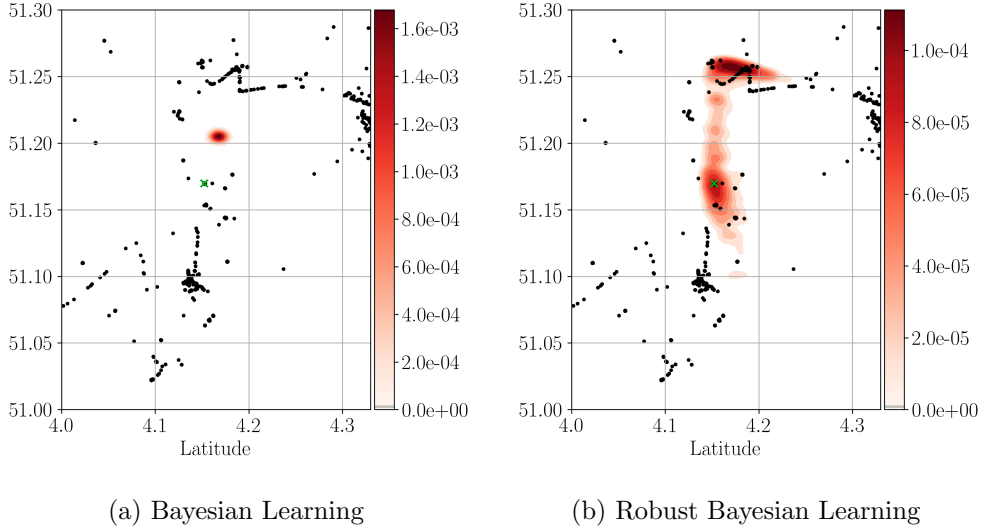 51.30
51.25
51.20
51.15
51.10
51.05
51.00
4.0 4.1 4.2 4.3
Latitude
1.6e-03
1.4e-03
1.2e-03
1.0e-03
8.0e-04
6.0e-04
4.0e-04
2.0e-04
0.0e+00
(a) Bayesian Learning
51.30
51.25
51.20
51.15
51.10
51.05
51.00
4.0 4.1 4.2 4.3
Latitude
1.0e-04
8.0e-05
6.0e-05
4.0e-05
2.0e-05
0.0e+00
(b) Robust Bayesian Learning